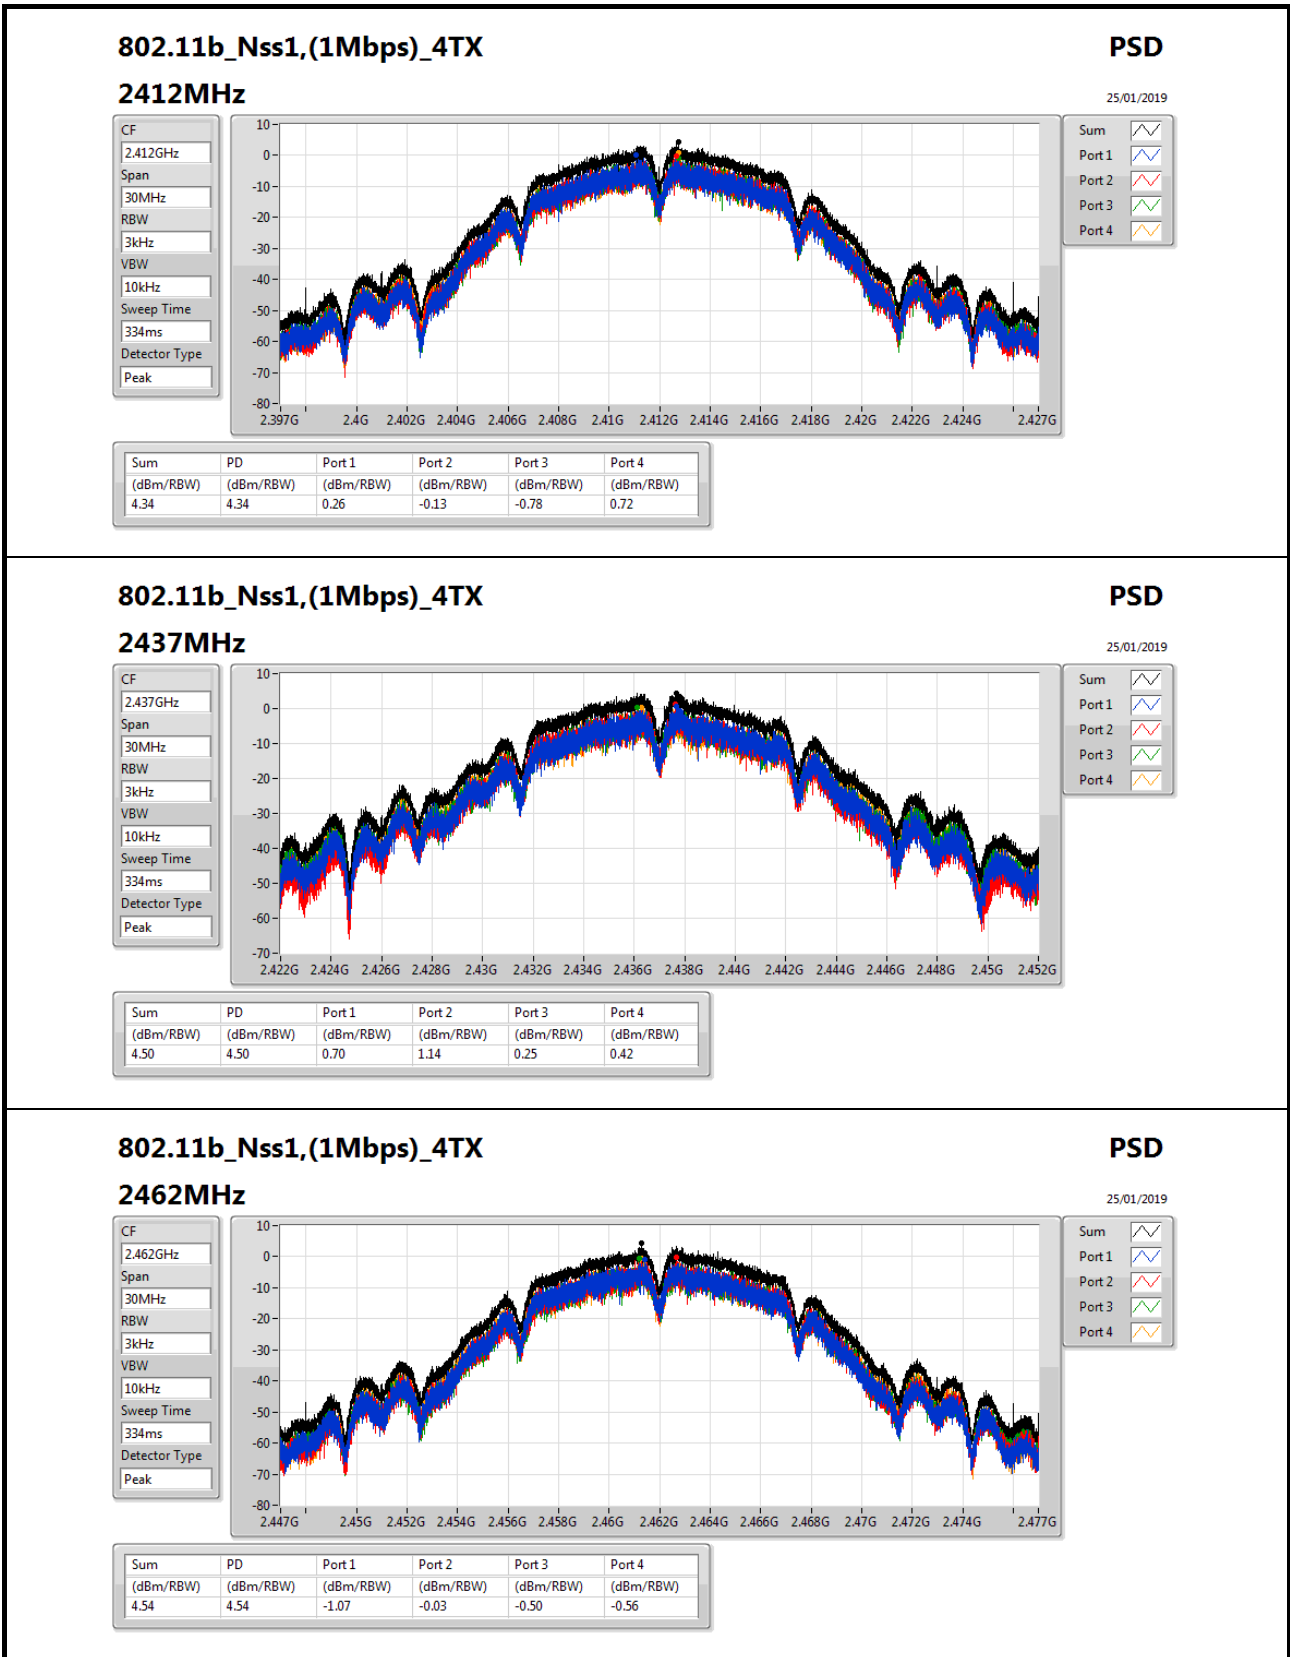 802.11b_Nss1,(1Mbps)_4TX PSD
2412MHz 25/01/2019
CF
2.412GHz
Span
30MHz
RBW
3kHz
VBW
10kHz
Sweep Time
334ms
Detector Type
Peak
10
0
-10
-20
-30
-40
-50
-60
-70
-80
2.397G 2.4G 2.402G 2.404G 2.406G 2.408G 2.41G 2.412G 2.414G 2.416G 2.418G 2.42G 2.422G 2.424G 2.427G
Sum
Port 1
Port 2
Port 3
Port 4
Sum PD Port 1 Port 2 Port 3 Port 4
(dBm/RBW) (dBm/RBW) (dBm/RBW) (dBm/RBW) (dBm/RBW) (dBm/RBW)
4.34 4.34 0.26 -0.13 -0.78 0.72
802.11b_Nss1,(1Mbps)_4TX PSD
2437MHz 25/01/2019
CF
2.437GHz
Span
30MHz
RBW
3kHz
VBW
10kHz
Sweep Time
334ms
Detector Type
Peak
10
0
-10
-20
-30
-40
-50
-60
-70
2.422G 2.424G 2.426G 2.428G 2.43G 2.432G 2.434G 2.436G 2.438G 2.44G 2.442G 2.444G 2.446G 2.448G 2.45G 2.452G
Sum
Port 1
Port 2
Port 3
Port 4
Sum PD Port 1 Port 2 Port 3 Port 4
(dBm/RBW) (dBm/RBW) (dBm/RBW) (dBm/RBW) (dBm/RBW) (dBm/RBW)
4.50 4.50 0.70 1.14 0.25 0.42
802.11b_Nss1,(1Mbps)_4TX PSD
2462MHz 25/01/2019
CF
2.462GHz
Span
30MHz
RBW
3kHz
VBW
10kHz
Sweep Time
334ms
Detector Type
Peak
10
0
-10
-20
-30
-40
-50
-60
-70
-80
2.447G 2.45G 2.452G 2.454G 2.456G 2.458G 2.46G 2.462G 2.464G 2.466G 2.468G 2.47G 2.472G 2.474G 2.477G
Sum
Port 1
Port 2
Port 3
Port 4
Sum PD Port 1 Port 2 Port 3 Port 4
(dBm/RBW) (dBm/RBW) (dBm/RBW) (dBm/RBW) (dBm/RBW) (dBm/RBW)
4.54 4.54 -1.07 -0.03 -0.50 -0.56